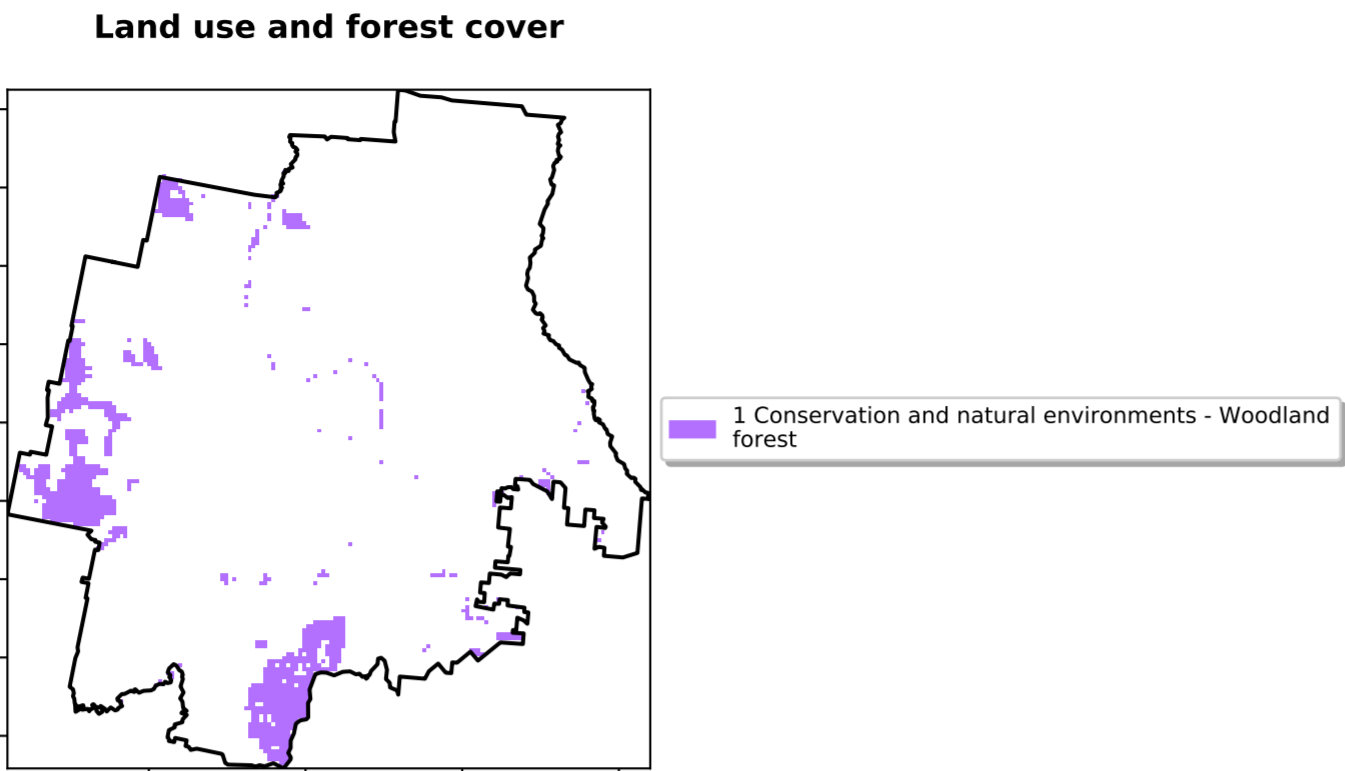 Land use and forest cover
1 Conservation and natural environments - Woodland
forest